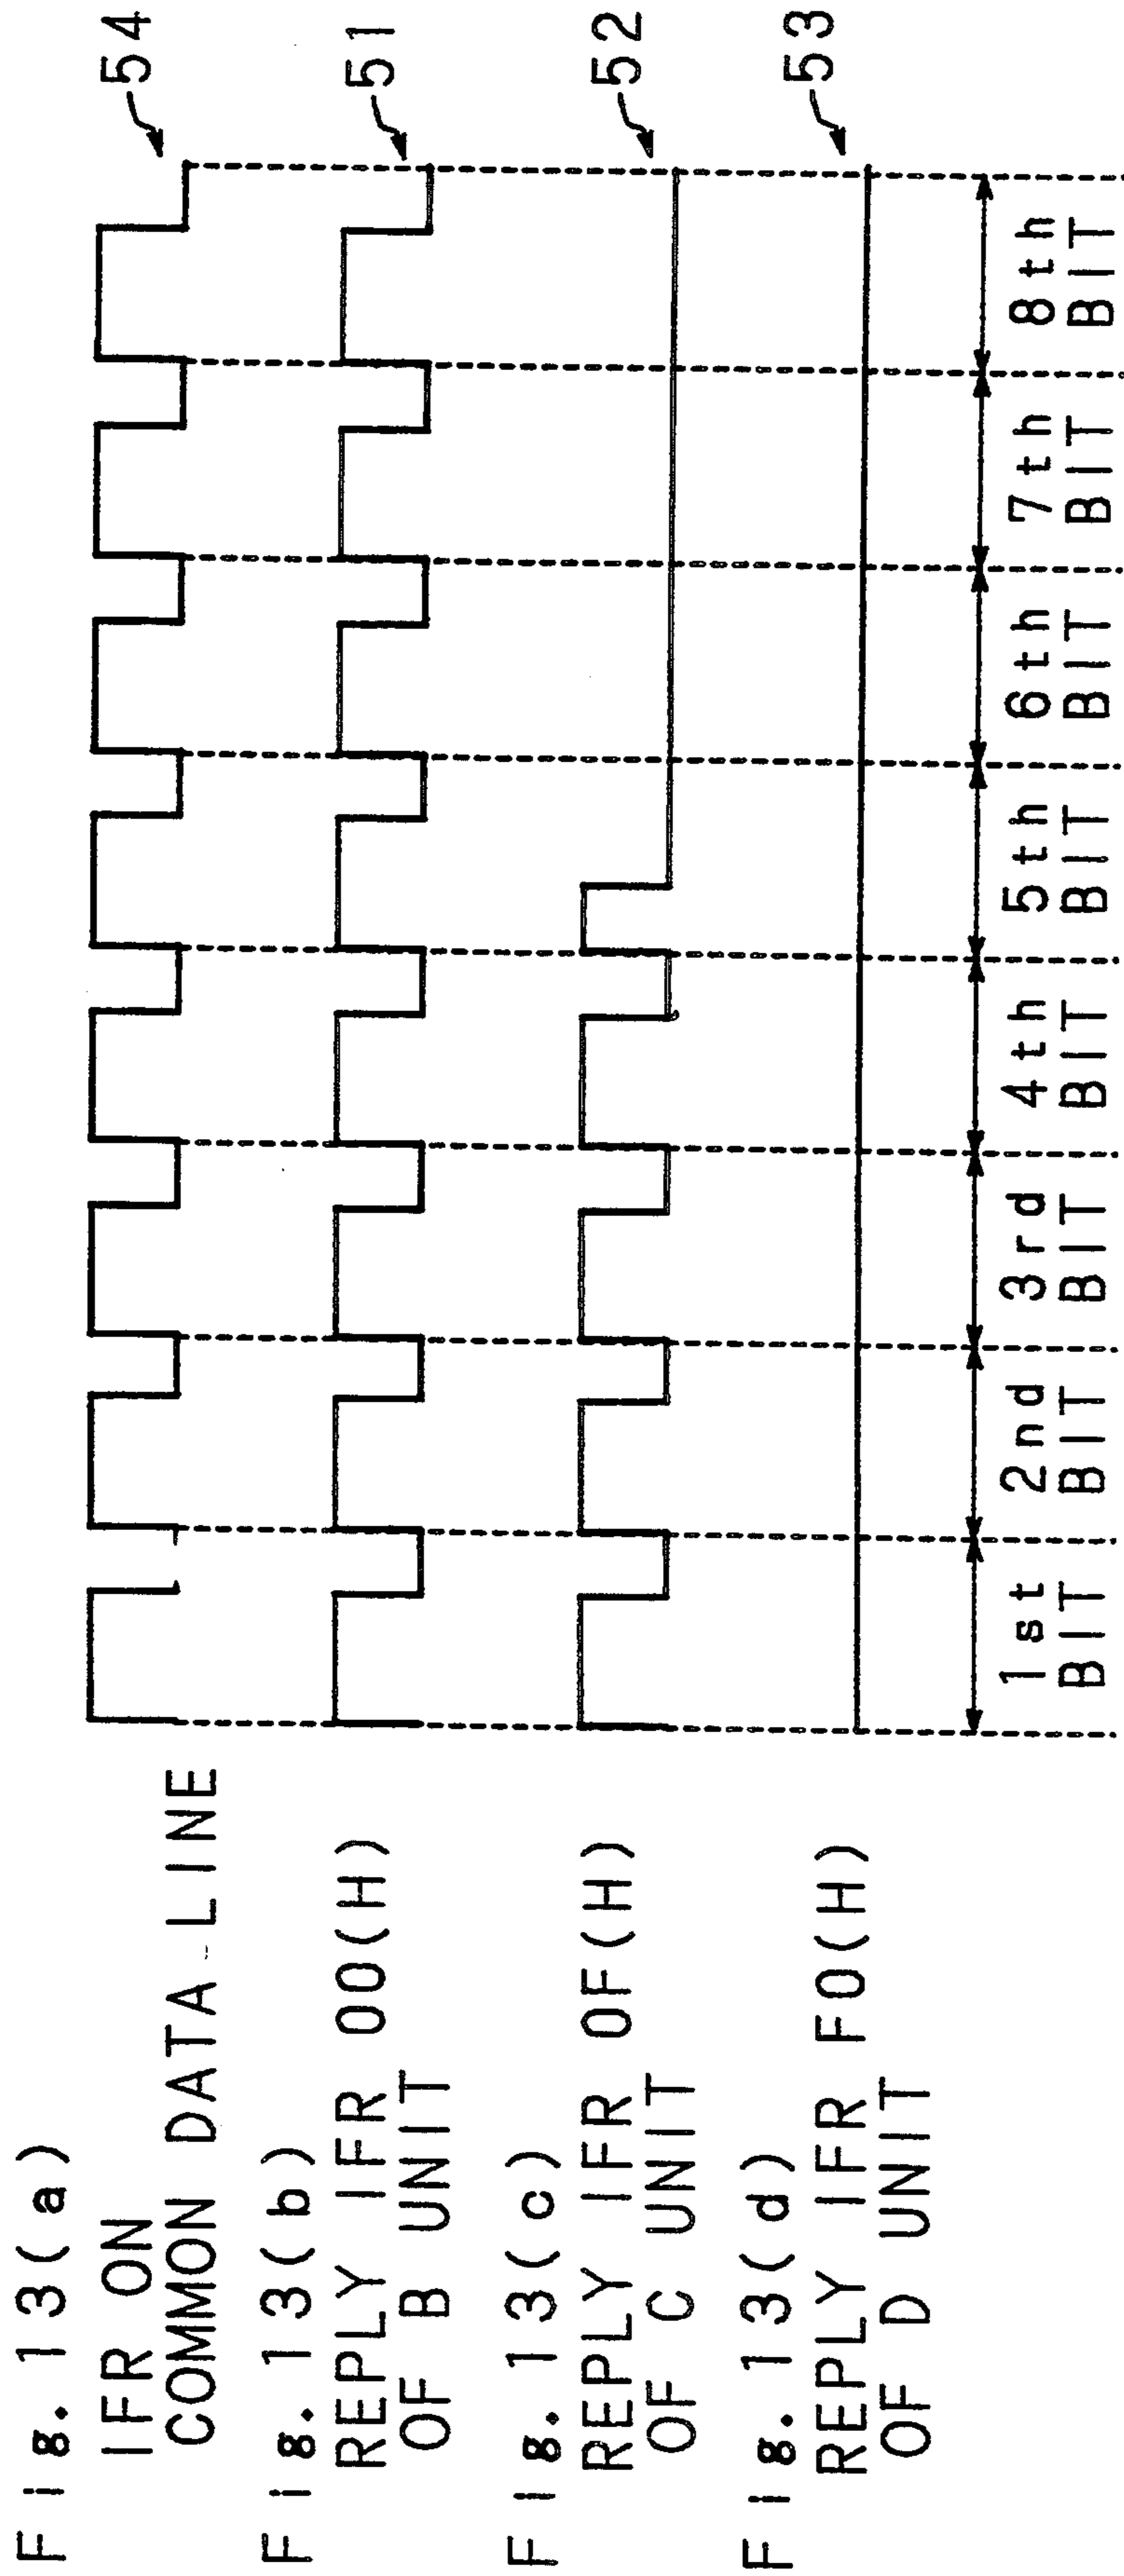 Fig. 13(a)
IFR ON
COMMON DATA LINE
54
Fig. 13(b)
REPLY IFR 00(H)
OF B UNIT
51
Fig. 13(c)
REPLY IFR 0F(H)
OF C UNIT
52
Fig. 13(d)
REPLY IFR F0(H)
OF D UNIT
53
1st BIT
2nd BIT
3rd BIT
4th BIT
5th BIT
6th BIT
7th BIT
8th BIT